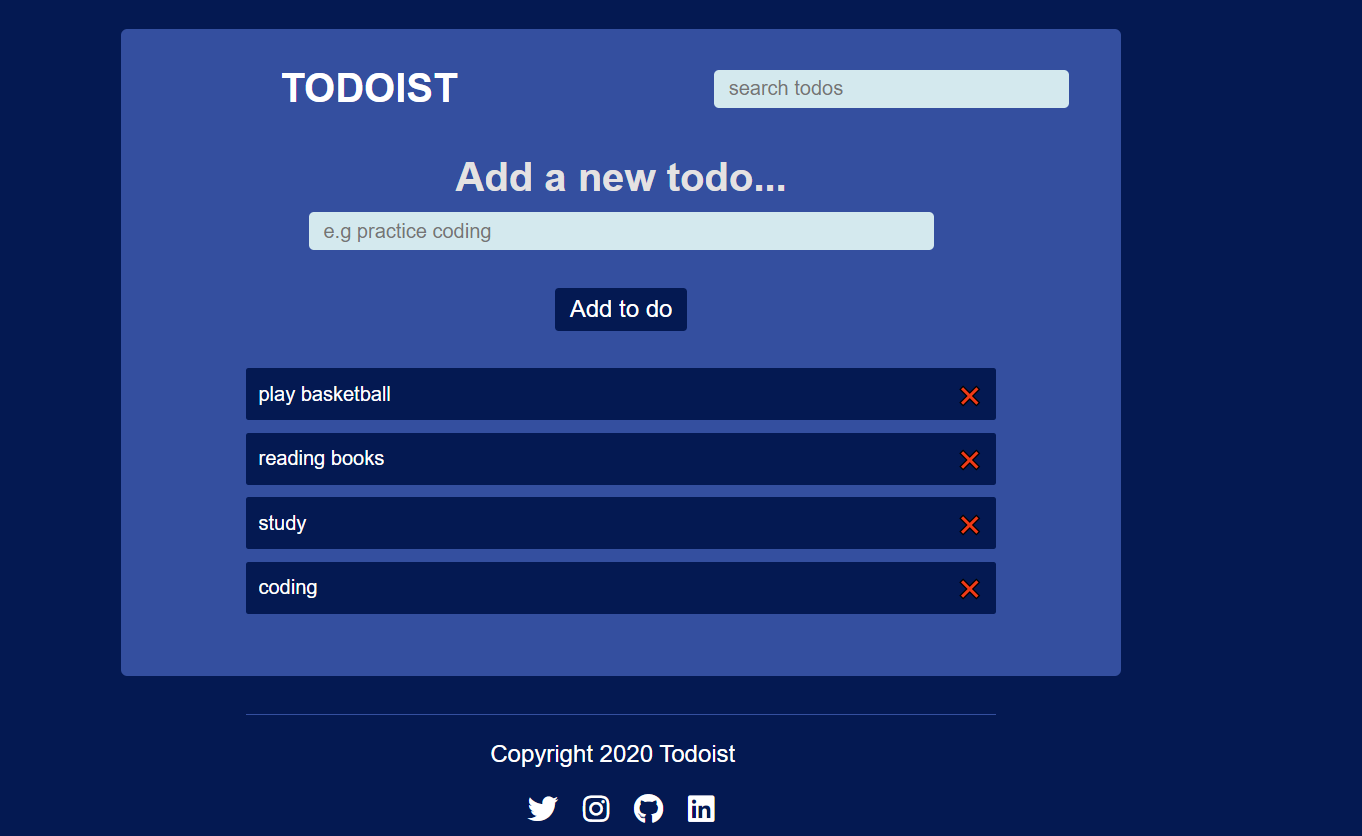 TODOIST
search todos
Add a new todo...
e.g practice coding
Add to do
play basketball
reading books
study
coding
Copyright 2020 Todoist